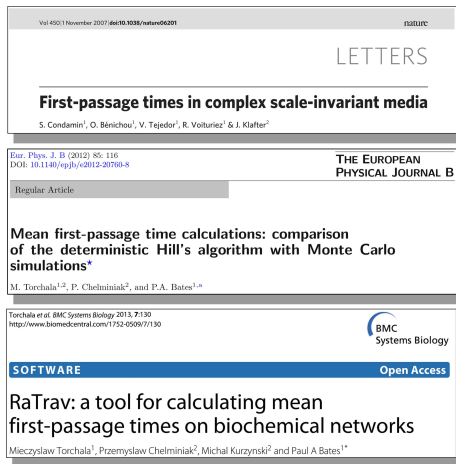 Vol 450|1 November 2007|doi:10.1038/nature06201 nature
LETTERS
First-passage times in complex scale-invariant media
S. Condamin¹, O. Bénichou¹, V. Tejedor¹, R. Voituriez¹ & J. Klafter²
Eur. Phys. J. B (2012) 85: 116
DOI: 10.1140/epjb/e2012-20760-8
THE EUROPEAN
PHYSICAL JOURNAL B
Regular Article
Mean first-passage time calculations: comparison
of the deterministic Hill's algorithm with Monte Carlo
simulations★
M. Torchala¹,², P. Chelminiak², and P.A. Bates¹,ᵃ
Torchala et al. BMC Systems Biology 2013, 7:130
http://www.biomedcentral.com/1752-0509/7/130
BMC
Systems Biology
SOFTWARE Open Access
RaTrav: a tool for calculating mean
first-passage times on biochemical networks
Mieczyslaw Torchala¹, Przemyslaw Chelminiak², Michal Kurzynski² and Paul A Bates¹*